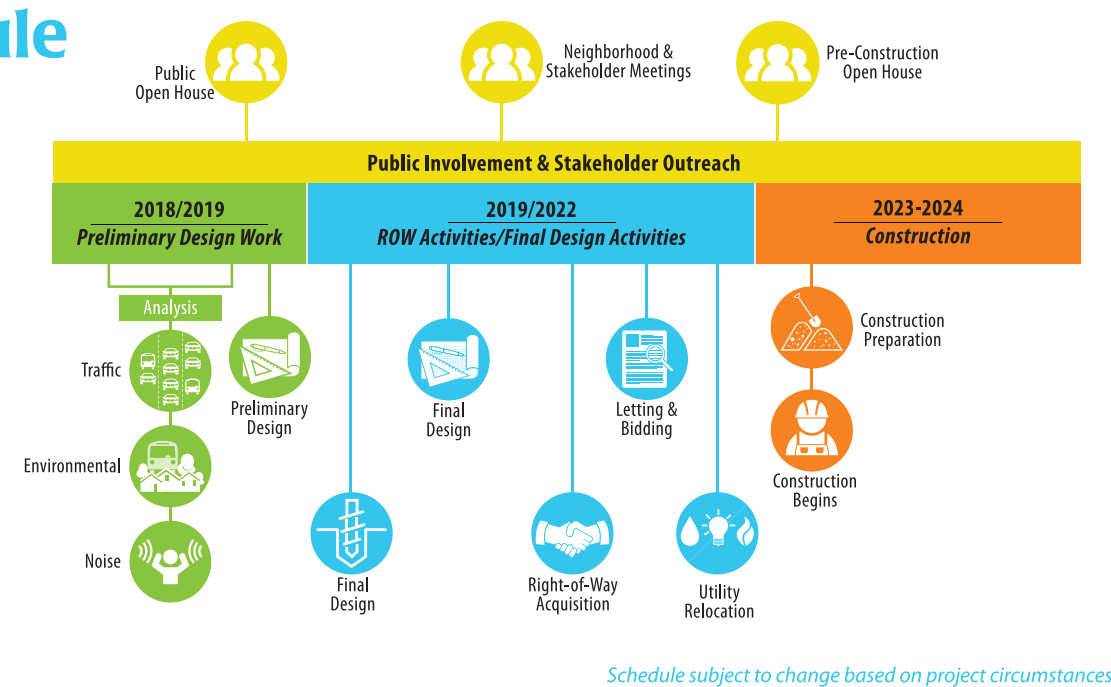 ule
Public
Open House
Neighborhood &
Stakeholder Meetings
Pre-Construction
Open House
Public Involvement & Stakeholder Outreach
2018/2019
Preliminary Design Work
2019/2022
ROW Activities/Final Design Activities
2023-2024
Construction
Analysis
Traffic
Environmental
Noise
Preliminary
Design
Final
Design
Final
Design
Right-of-Way
Acquisition
Letting &
Bidding
Utility
Relocation
Construction
Preparation
Construction
Begins
Schedule subject to change based on project circumstances